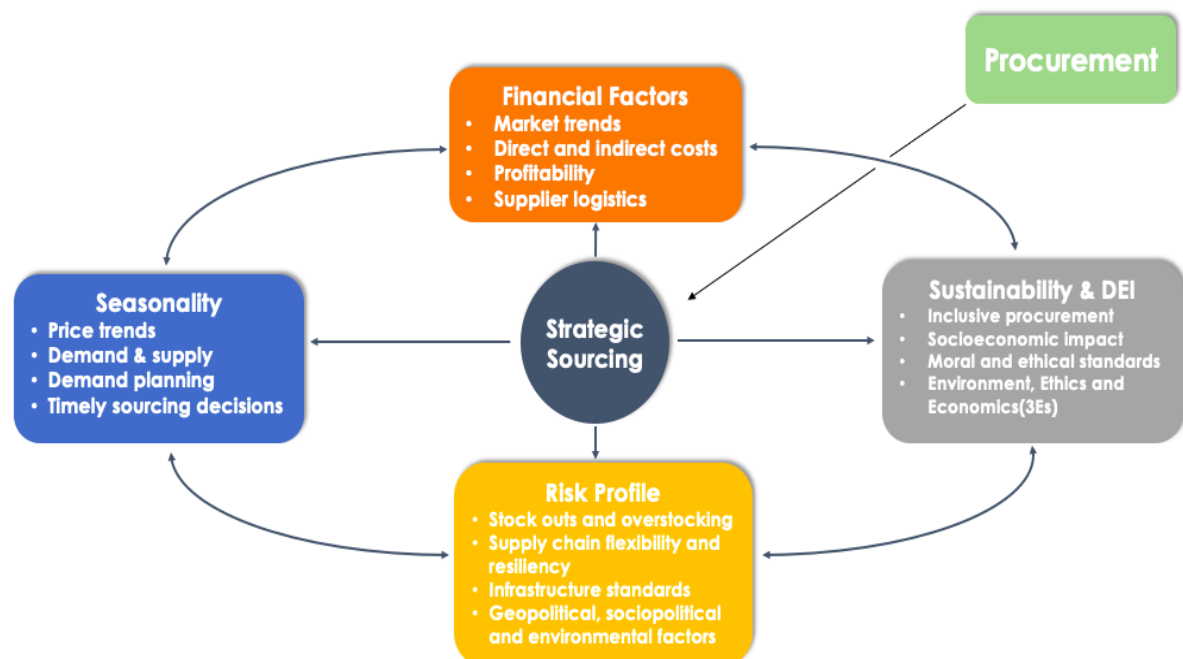 Procurement
Financial Factors
• Market trends
• Direct and indirect costs
• Profitability
• Supplier logistics
Seasonality
• Price trends
• Demand & supply
• Demand planning
• Timely sourcing decisions
Strategic
Sourcing
Sustainability & DEI
• Inclusive procurement
• Socioeconomic impact
• Moral and ethical standards
• Environment, Ethics and
Economics(3Es)
Risk Profile
• Stock outs and overstocking
• Supply chain flexibility and
resiliency
• Infrastructure standards
• Geopolitical, sociopolitical
and environmental factors